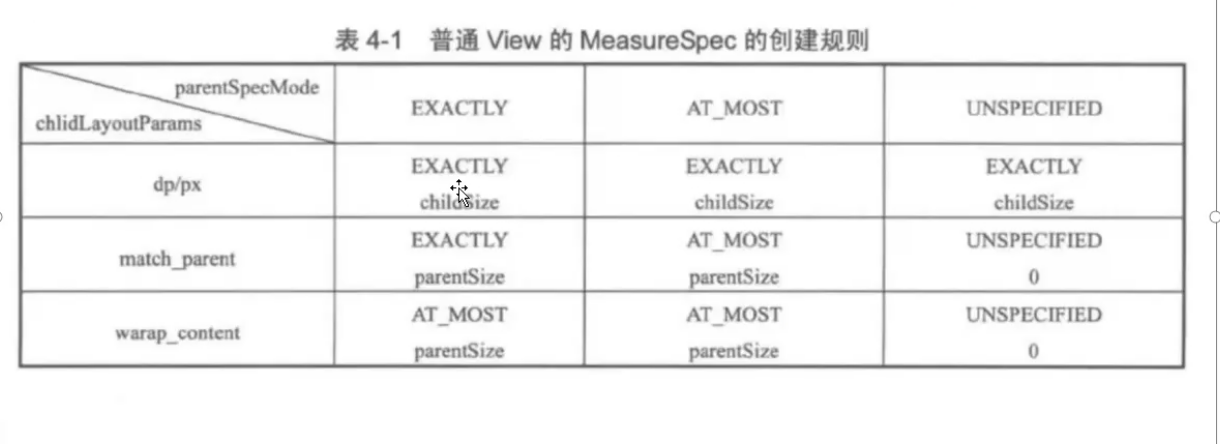 表 4-1 普通 View 的 MeasureSpec 的创建规则
parentSpecMode
chlidLayoutParams
EXACTLY
AT_MOST
UNSPECIFIED
dp/px
EXACTLY
childSize
EXACTLY
childSize
EXACTLY
childSize
match_parent
EXACTLY
parentSize
AT_MOST
parentSize
UNSPECIFIED
0
warap_content
AT_MOST
parentSize
AT_MOST
parentSize
UNSPECIFIED
0